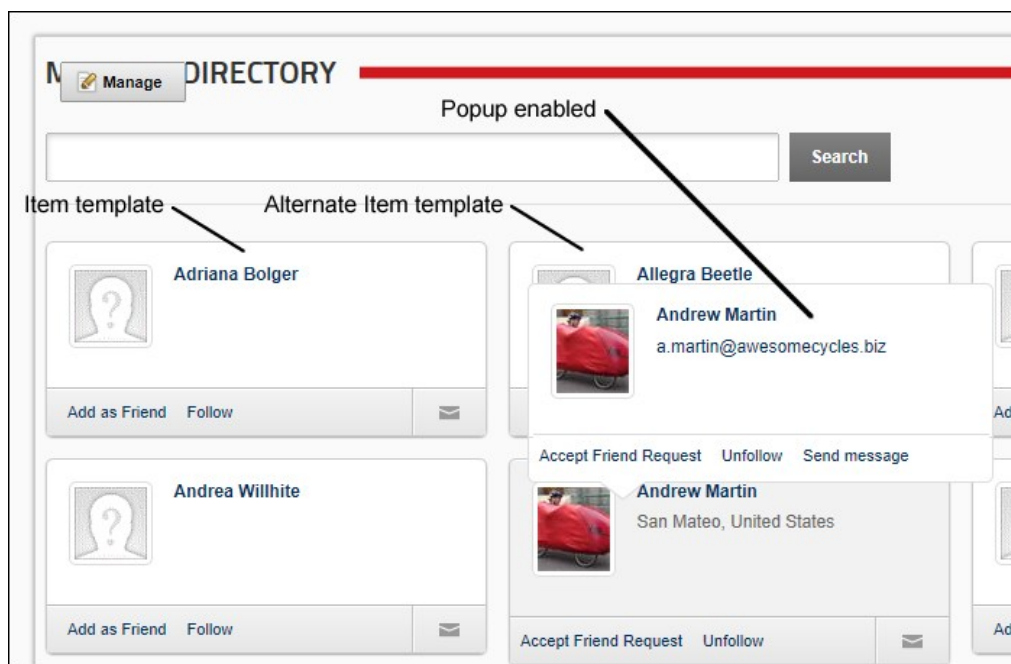 M DIRECTORY
Manage
Popup enabled
Search
Item template
Alternate Item template
Adriana Bolger
Allegra Beetle
Andrew Martin
a.martin@awesomecycles.biz
Add as Friend Follow
Ad
Accept Friend Request Unfollow Send message
Andrea Willhite
Andrew Martin
San Mateo, United States
Add as Friend Follow
Accept Friend Request Unfollow
Ad